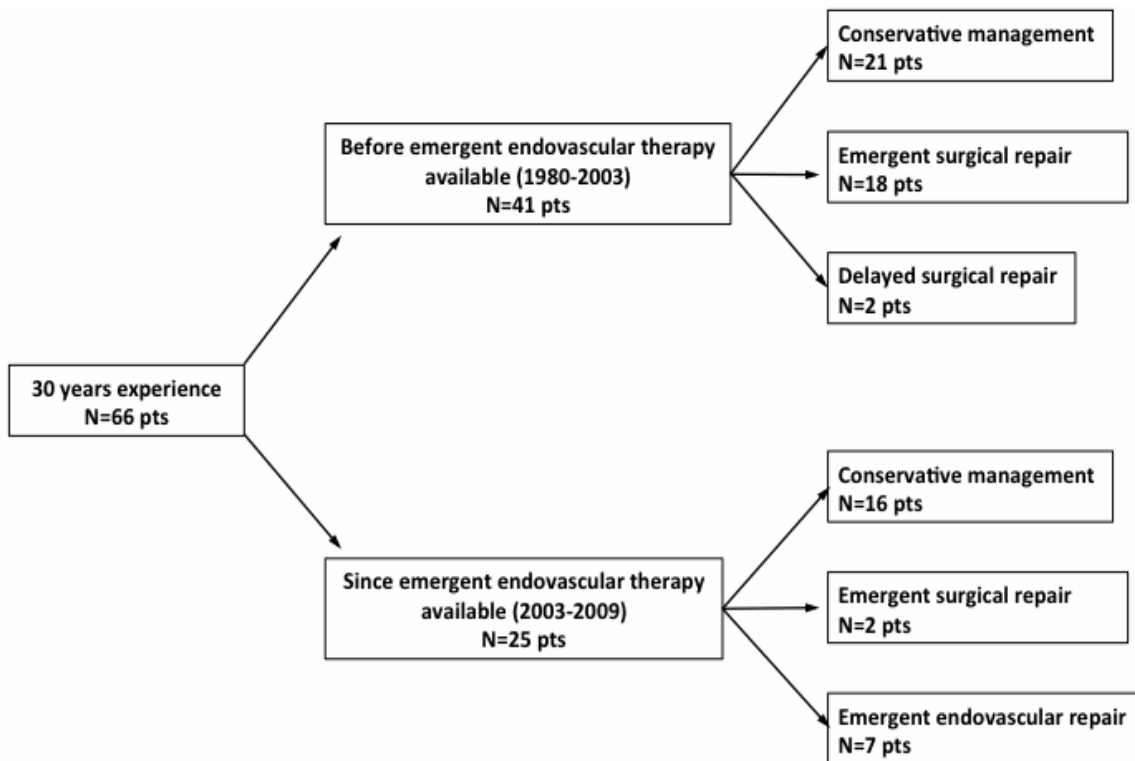 Conservative management
N=21 pts
Before emergent endovascular therapy
available (1980-2003)
N=41 pts
Emergent surgical repair
N=18 pts
Delayed surgical repair
N=2 pts
30 years experience
N=66 pts
Conservative management
N=16 pts
Since emergent endovascular therapy
available (2003-2009)
N=25 pts
Emergent surgical repair
N=2 pts
Emergent endovascular repair
N=7 pts